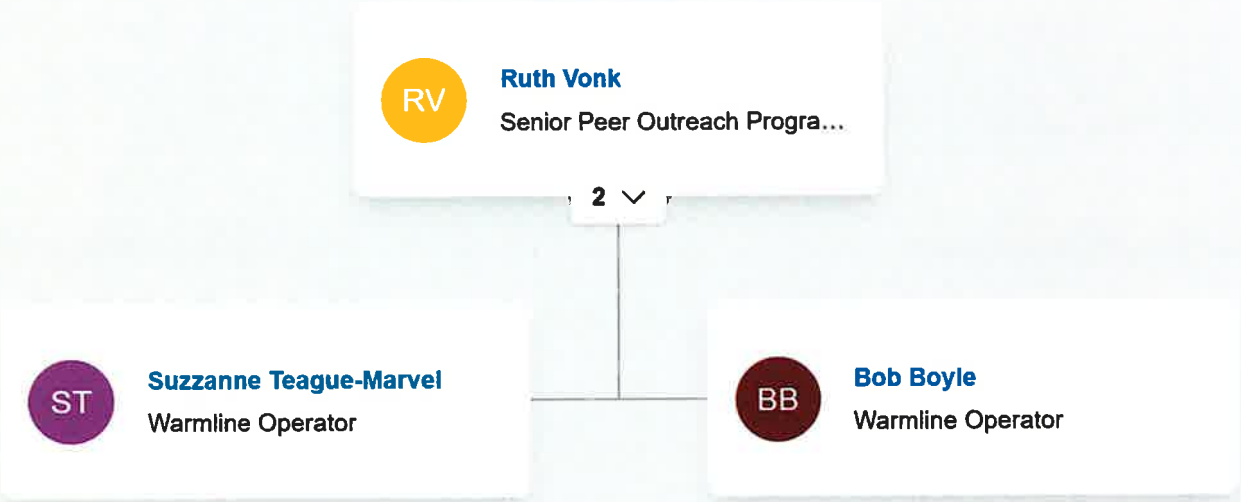 RV
Ruth Vonk
Senior Peer Outreach Progra...
2
ST
Suzzanne Teague-Marvel
Warmline Operator
BB
Bob Boyle
Warmline Operator